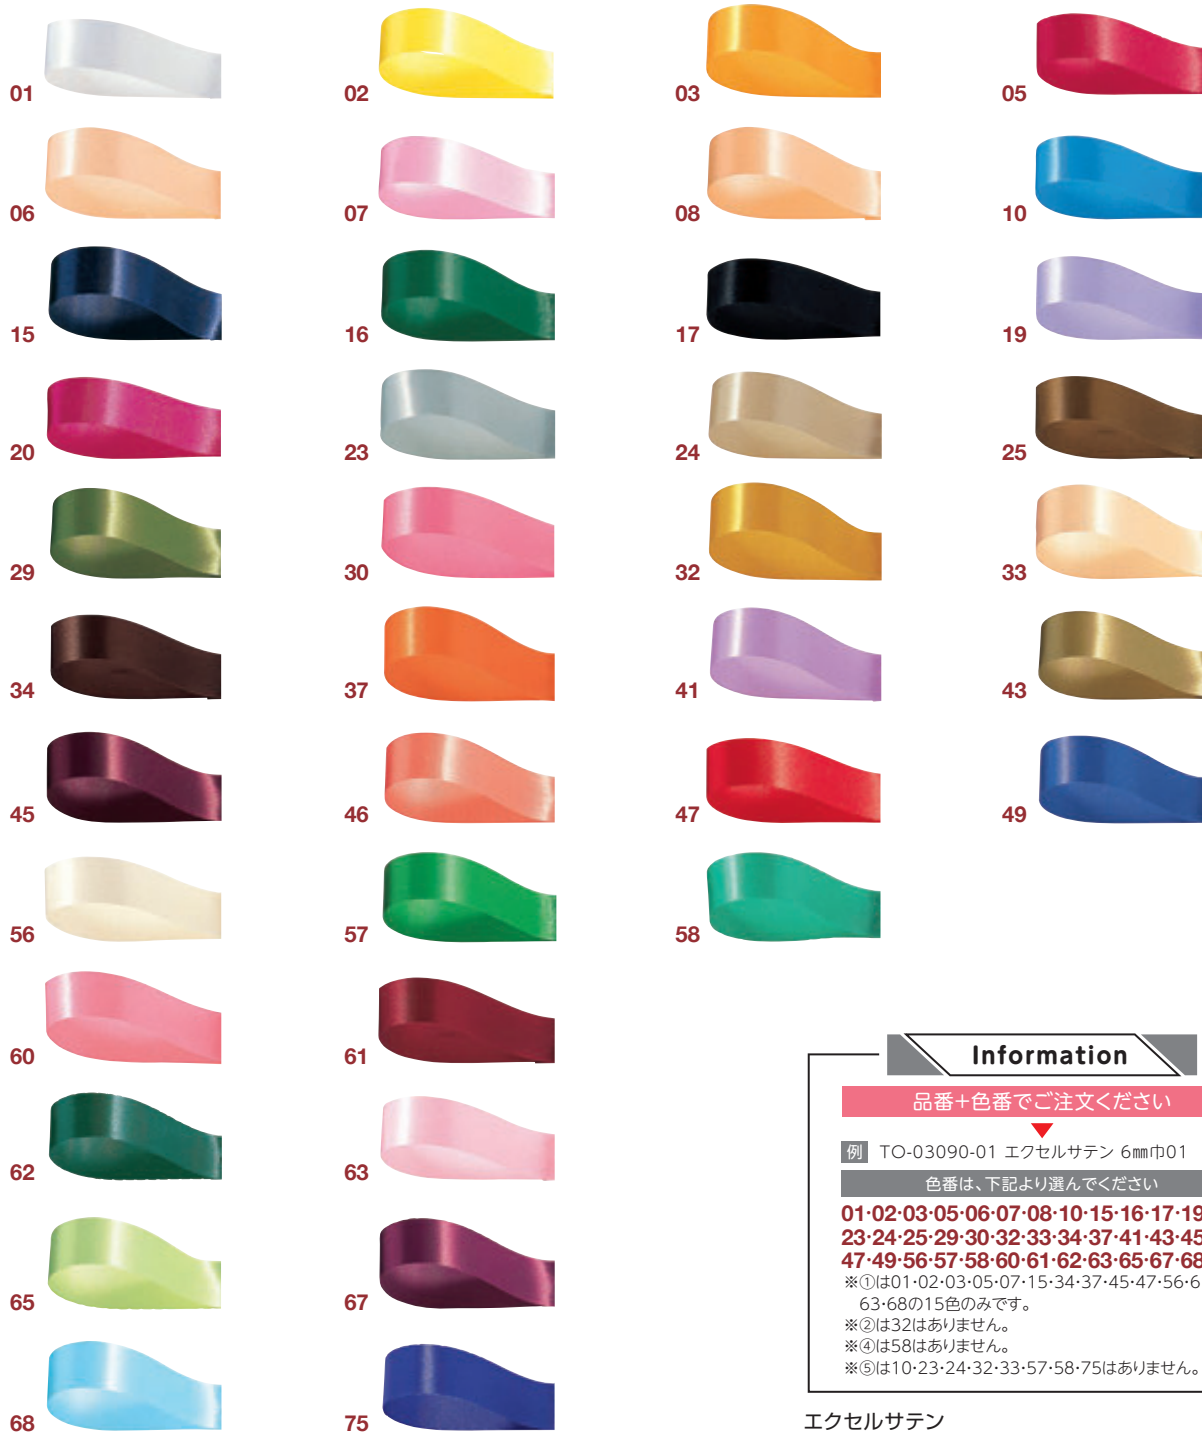 01 02 03 05
06 07 08 10
15 16 17 19
20 23 24 25
29 30 32 33
34 37 41 43
45 46 47 49
56 57 58
60 61
Information
品番+色番でご注文ください
例 TO-03090-01 エクセルサテン 6㎜巾01
62 63
色番は、下記より選んでください
01·02·03·05·06·07·08·10·15·16·17·19
23·24·25·29·30·32·33·34·37·41·43·45
47·49·56·57·58·60·61·62·63·65·67·68
※①は01·02·03·05·07·15·34·37·45·47·56·6
63·68の15色のみです。
65 67
※②は32はありません。
※④は58はありません。
※⑤は10·23·24·32·33·57·58·75はありません。
68 75
エクセルサテン